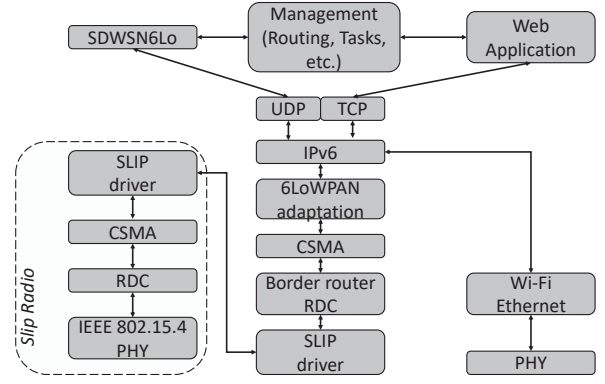 SDWSN6Lo
Management
(Routing, Tasks,
etc.)
Web
Application
UDP
TCP
IPv6
6LoWPAN
adaptation
CSMA
Border router
RDC
SLIP
driver
Slip Radio
SLIP
driver
CSMA
RDC
IEEE 802.15.4
PHY
Wi-Fi
Ethernet
PHY